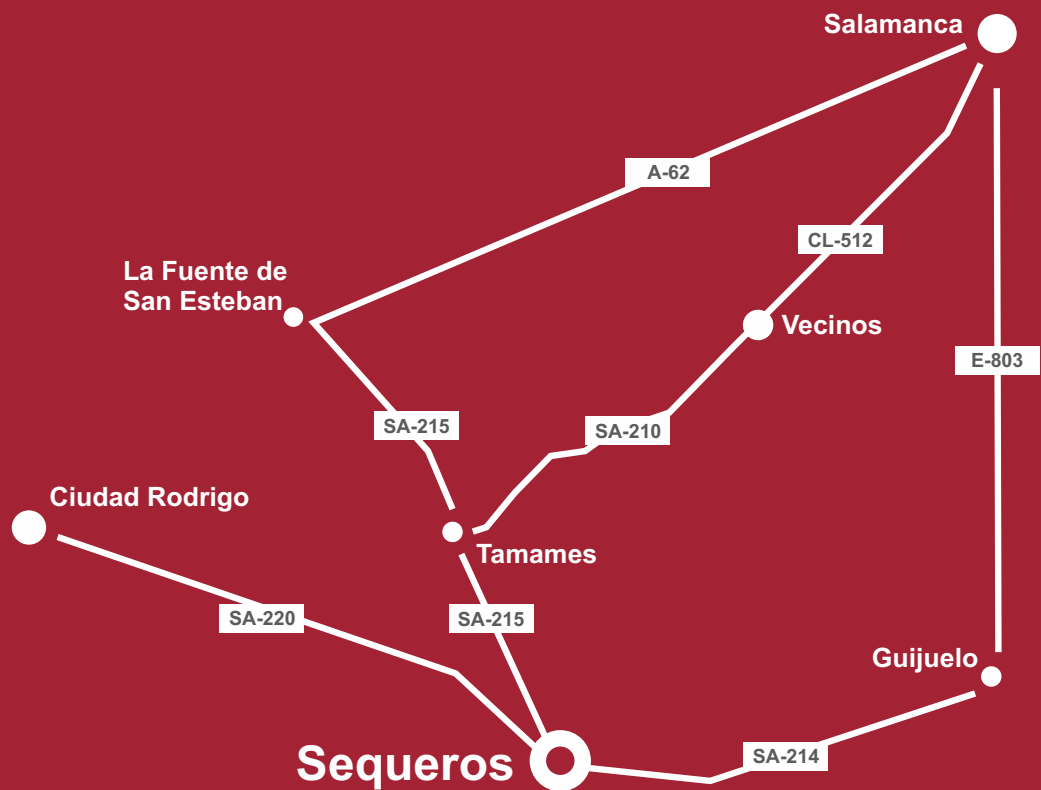 Salamanca
A-62
CL-512
La Fuente de
San Esteban
Vecinos
E-803
SA-215
SA-210
Ciudad Rodrigo
Tamames
SA-220
SA-215
Guijuelo
Sequeros
SA-214